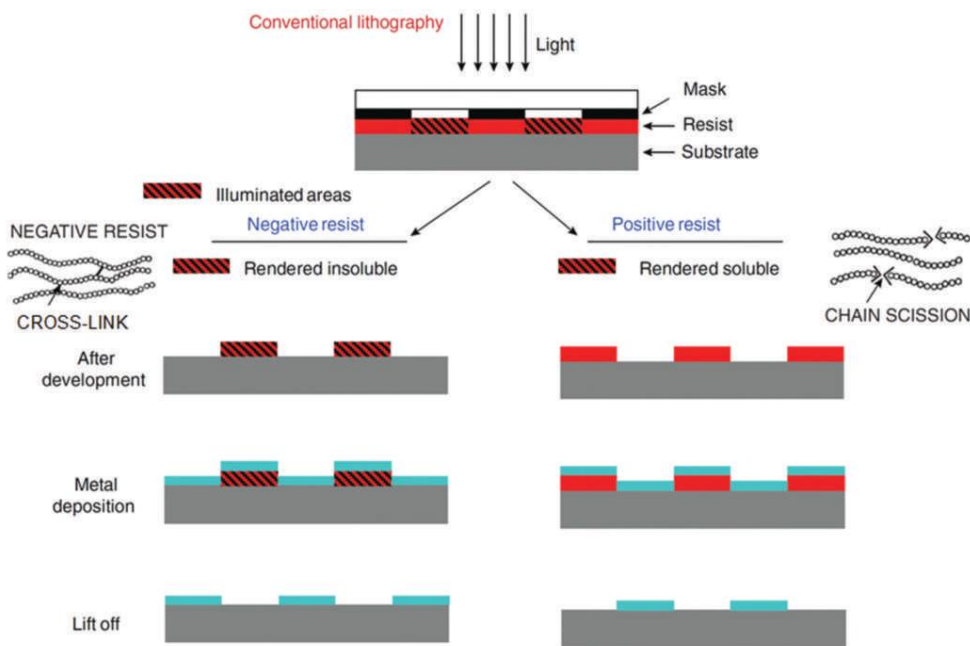 Conventional lithography
Light
Mask
Resist
Substrate
Illuminated areas
NEGATIVE RESIST
Negative resist
Positive resist
Rendered insoluble
Rendered soluble
CROSS-LINK
CHAIN SCISSION
After
development
Metal
deposition
Lift off